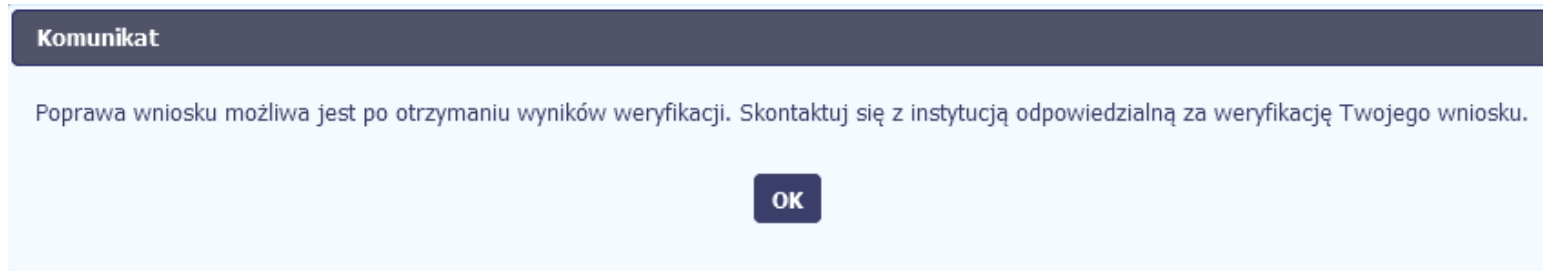 Komunikat
Poprawa wniosku możliwa jest po otrzymaniu wyników weryfikacji. Skontaktuj się z instytucją odpowiedzialną za weryfikację Twojego wniosku.
OK